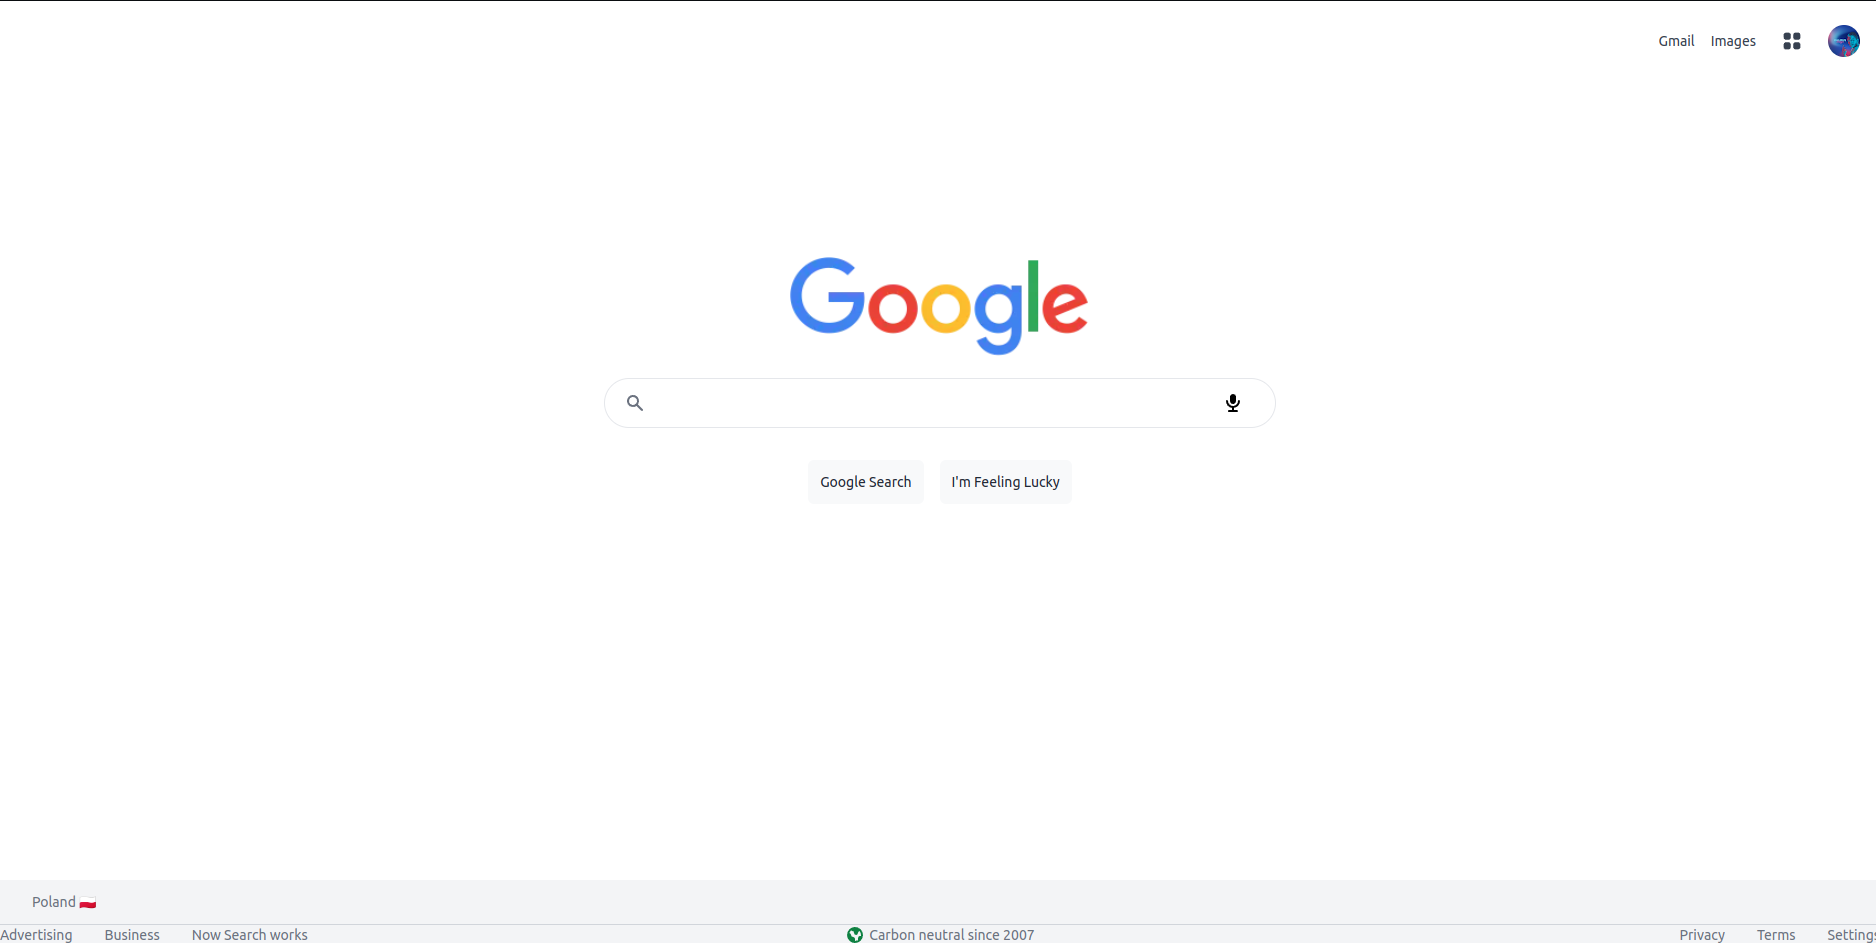 Gmail Images
Google
Google Search I'm Feeling Lucky
Poland
Advertising Business Now Search works Carbon neutral since 2007 Privacy Terms Setting